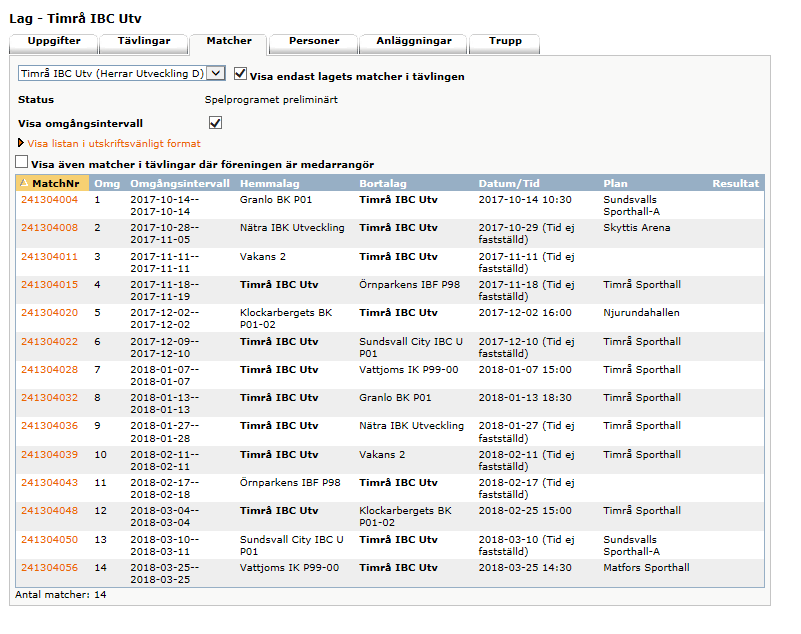 Lag - Timrå IBC Utv
Uppgifter Tävlingar Matcher Personer Anläggningar Trupp
Timrå IBC Utv (Herrar Utveckling D) Visa endast lagets matcher i tävlingen
Status Spelprogramet preliminärt
Visa omgångsintervall
Visa listan i utskriftsvänligt format
Visa även matcher i tävlingar där föreningen är medarrangör
MatchNr Omg Omgångsintervall Hemmalag Bortalag Datum/Tid Plan Resultat
241304004 1 2017-10-14-- Granlo BK P01 Timrå IBC Utv 2017-10-14 10:30 Sundsvalls
2017-10-14 Sporthall-A
241304008 2 2017-10-28-- Nätra IBK Utveckling Timrå IBC Utv 2017-10-29 (Tid ej Skyttis Arena
2017-11-05 fastställd)
241304011 3 2017-11-11-- Vakans 2 Timrå IBC Utv 2017-11-11 (Tid ej
2017-11-11 fastställd)
241304015 4 2017-11-18-- Timrå IBC Utv Örnparkens IBF P98 2017-11-18 (Tid ej Timrå Sporthall
2017-11-19 fastställd)
241304020 5 2017-12-02-- Klockarbergets BK Timrå IBC Utv 2017-12-02 16:00 Njurundahallen
2017-12-02 P01-02
241304022 6 2017-12-09-- Timrå IBC Utv Sundsvall City IBC U 2017-12-10 (Tid ej Timrå Sporthall
2017-12-10 P01 fastställd)
241304028 7 2018-01-07-- Timrå IBC Utv Vattjoms IK P99-00 2018-01-07 15:00 Timrå Sporthall
2018-01-07
241304032 8 2018-01-13-- Timrå IBC Utv Granlo BK P01 2018-01-13 18:30 Timrå Sporthall
2018-01-13
241304036 9 2018-01-27-- Timrå IBC Utv Nätra IBK Utveckling 2018-01-27 (Tid ej Timrå Sporthall
2018-01-28 fastställd)
241304039 10 2018-02-11-- Timrå IBC Utv Vakans 2 2018-02-11 (Tid ej Timrå Sporthall
2018-02-11 fastställd)
241304043 11 2018-02-17-- Örnparkens IBF P98 Timrå IBC Utv 2018-02-17 (Tid ej
2018-02-18 fastställd)
241304048 12 2018-03-04-- Timrå IBC Utv Klockarbergets BK 2018-02-25 15:00 Timrå Sporthall
2018-03-04 P01-02
241304050 13 2018-03-10-- Sundsvall City IBC U Timrå IBC Utv 2018-03-10 (Tid ej Sundsvalls
2018-03-11 P01 fastställd) Sporthall-A
241304056 14 2018-03-25-- Vattjoms IK P99-00 Timrå IBC Utv 2018-03-25 14:30 Matfors Sporthall
2018-03-25
Antal matcher: 14